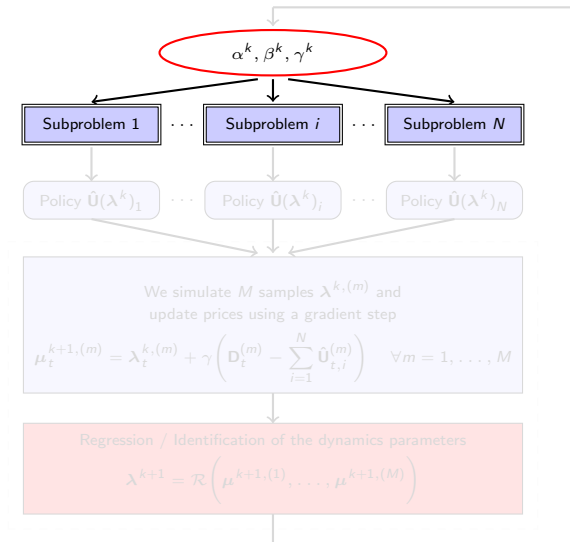 α^k, β^k, γ^k
Subproblem 1 ··· Subproblem i ··· Subproblem N
Policy Û(λ^k)_1 ··· Policy Û(λ^k)_i ··· Policy Û(λ^k)_N
We simulate M samples λ^{k,(m)} and
update prices using a gradient step
μ_t^{k+1,(m)} = λ_t^{k,(m)} + γ(D_t^{(m)} − ∑_{i=1}^{N} Û_{t,i}^{(m)}) ∀m = 1, . . . , M
Regression / Identification of the dynamics parameters
λ^{k+1} = R(μ^{k+1,(1)}, . . . , μ^{k+1,(M)})